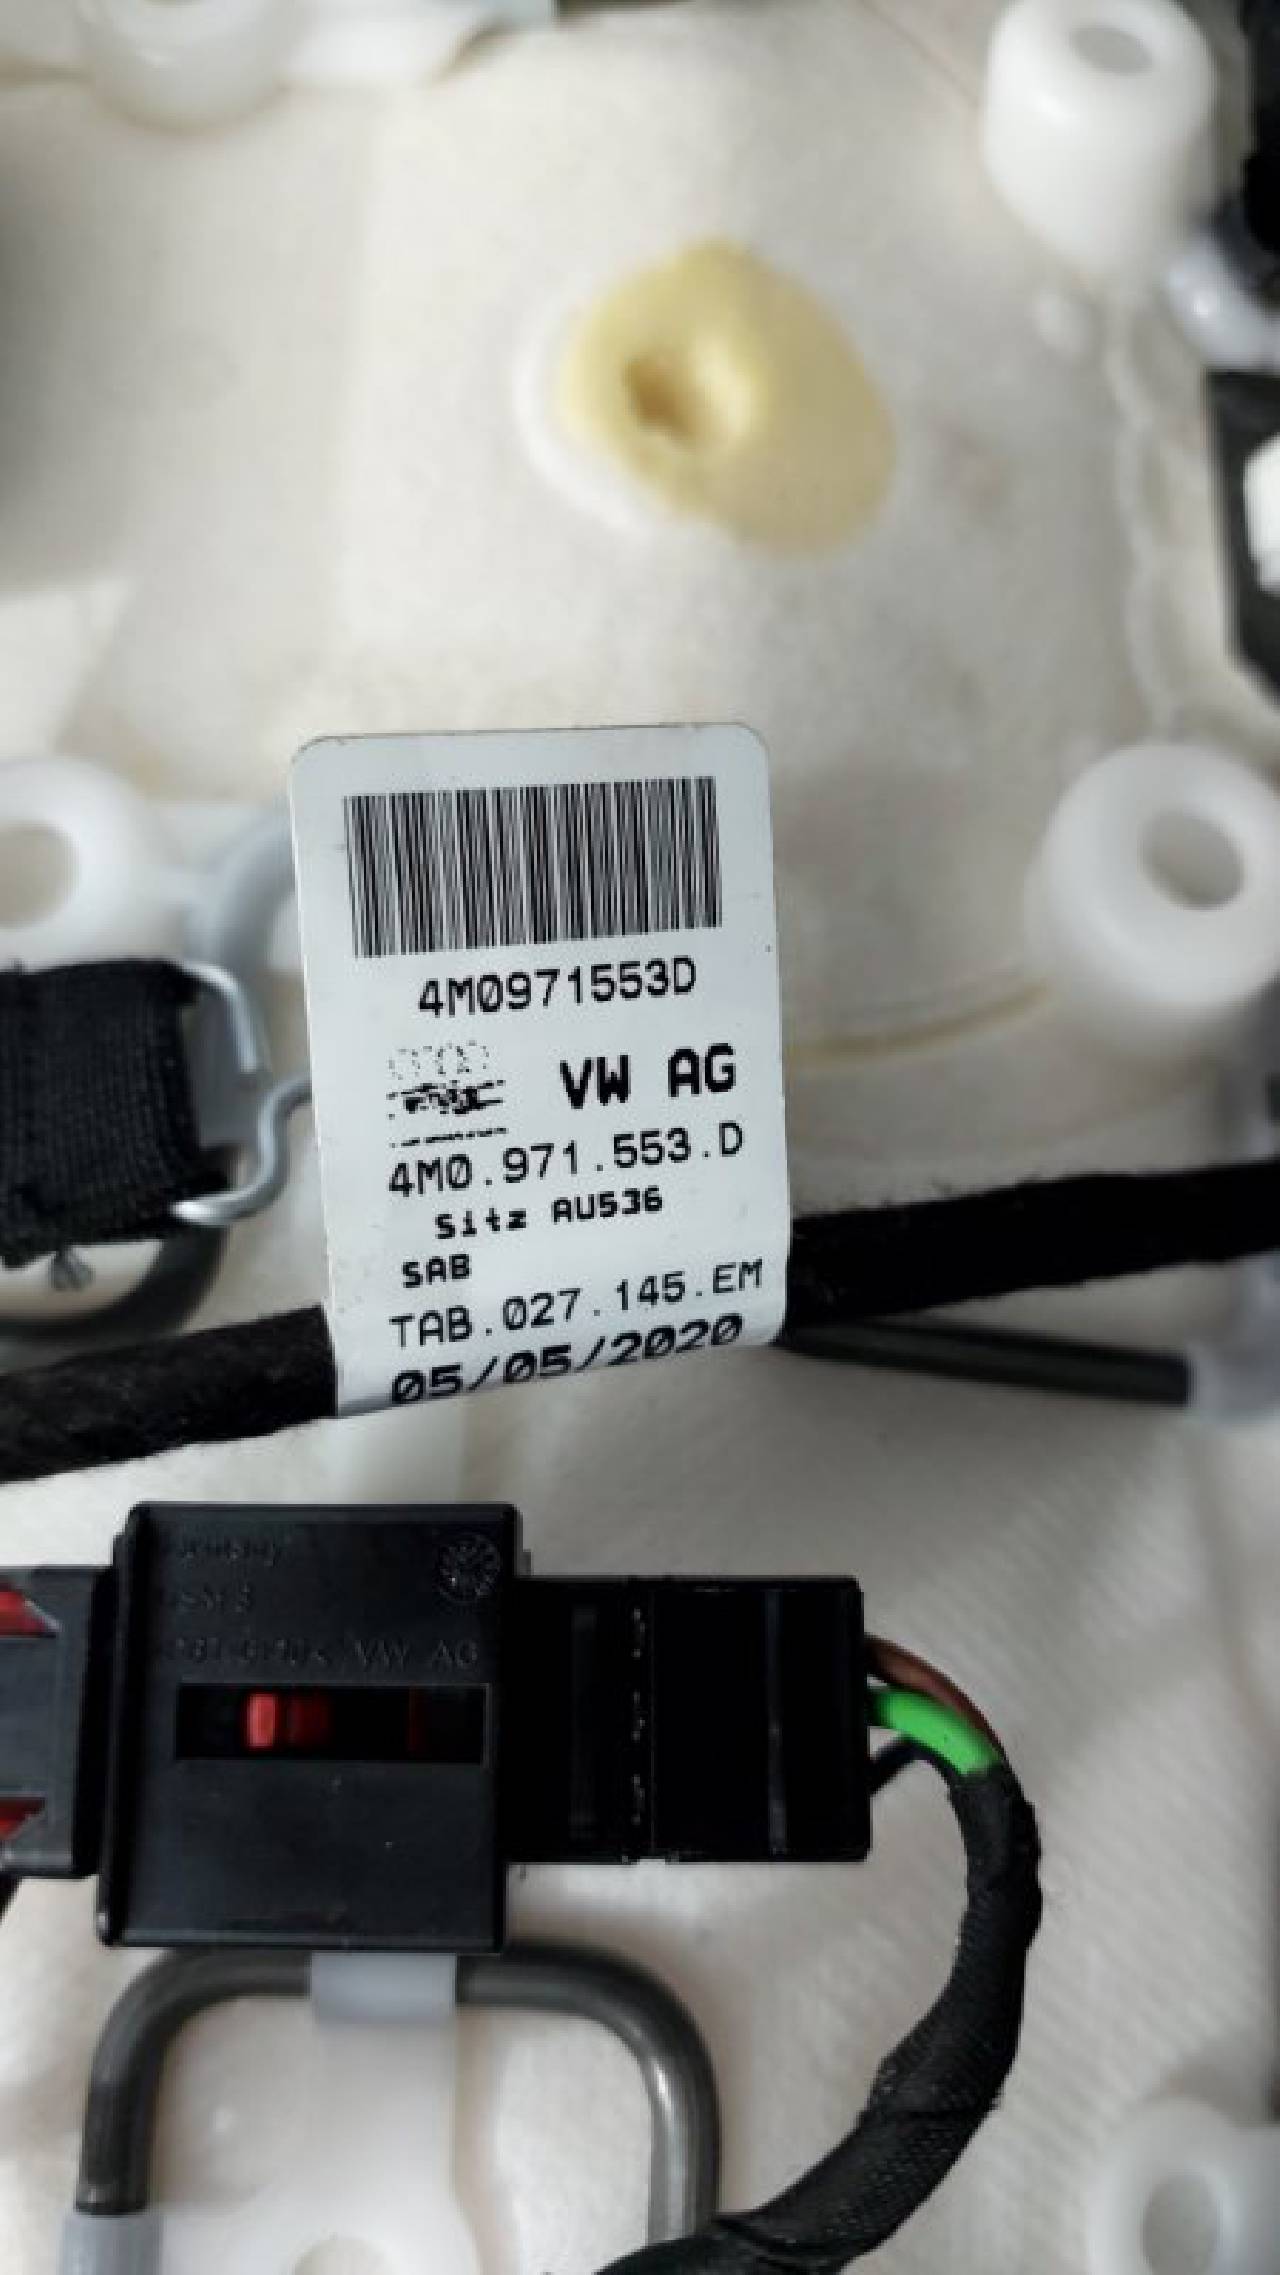 4M0971553D
VW AG
4M0.971.553.D
Sitz AU536
SAB
TAB.027.145.EM
05/05/2020
VW AG